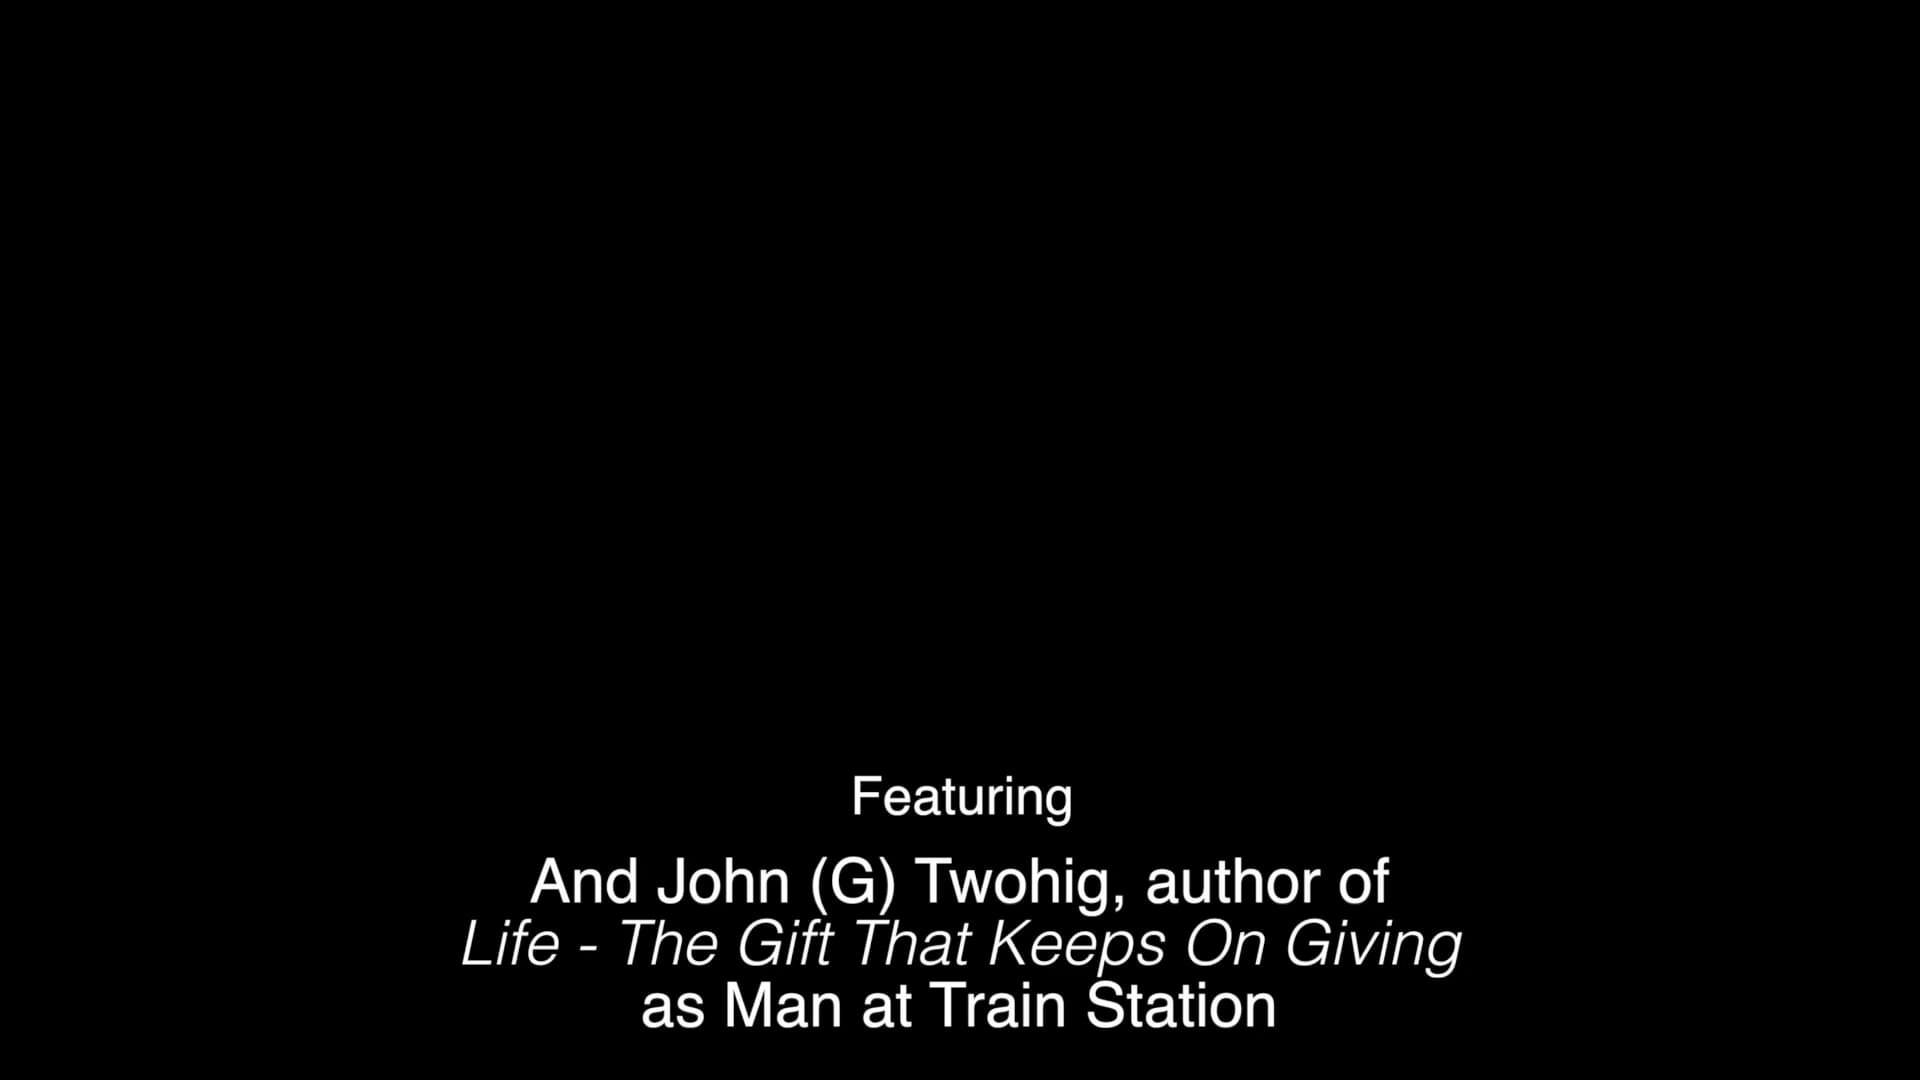 Featuring
And John (G) Twohig, author of
Life - The Gift That Keeps On Giving
as Man at Train Station